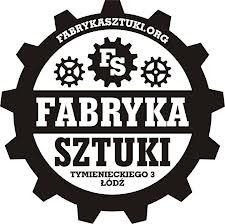 FABRYKASZTUKI.ORG
FS
FABRYKA
SZTUKI
TYMIENIECKIEGO 3
ŁÓDŹ